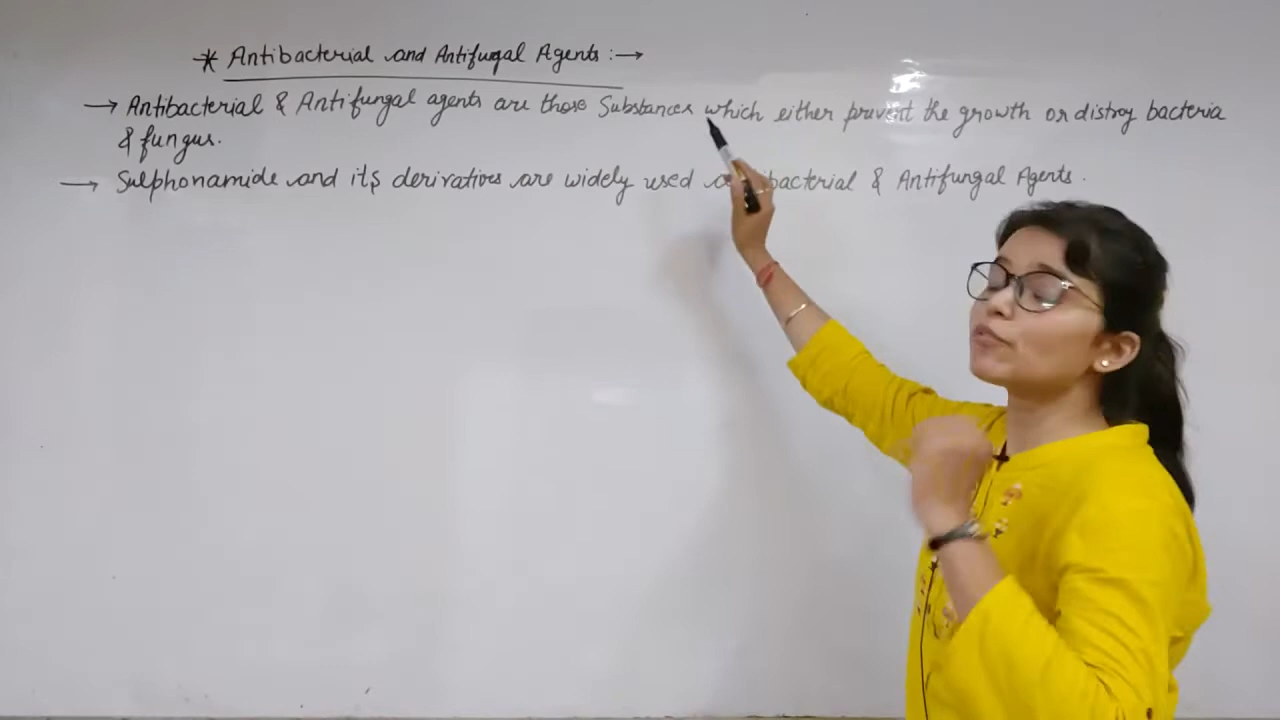 * Antibacterial and Antifungal Agents :→
→ Antibacterial & Antifungal agents are those Substances which either prevent the growth or distroy bacteria
& fungus.
→ Sulphonamide and its derivatives are widely used bacterial & Antifungal Agents.